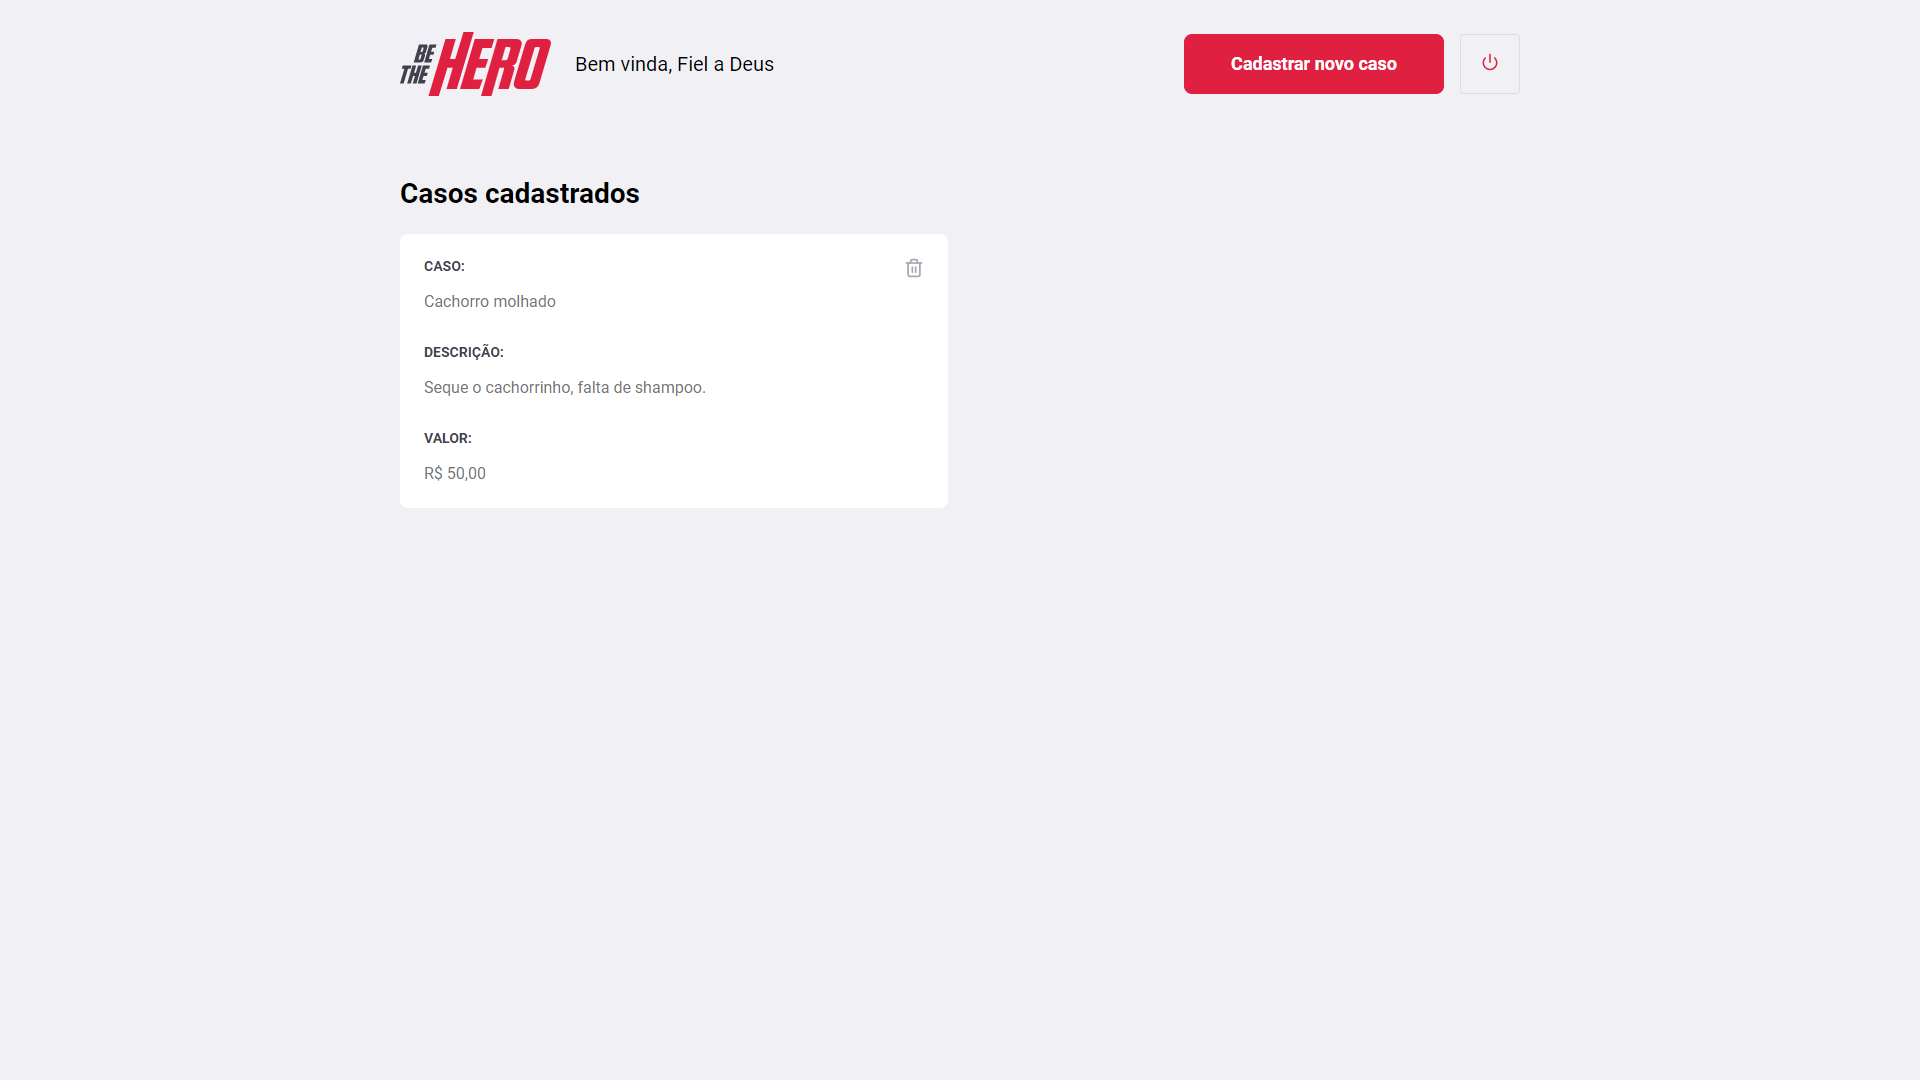 BE
THE
HERO
Bem vinda, Fiel a Deus
Cadastrar novo caso
Casos cadastrados
CASO:
Cachorro molhado
DESCRIÇÃO:
Seque o cachorrinho, falta de shampoo.
VALOR:
R$ 50,00